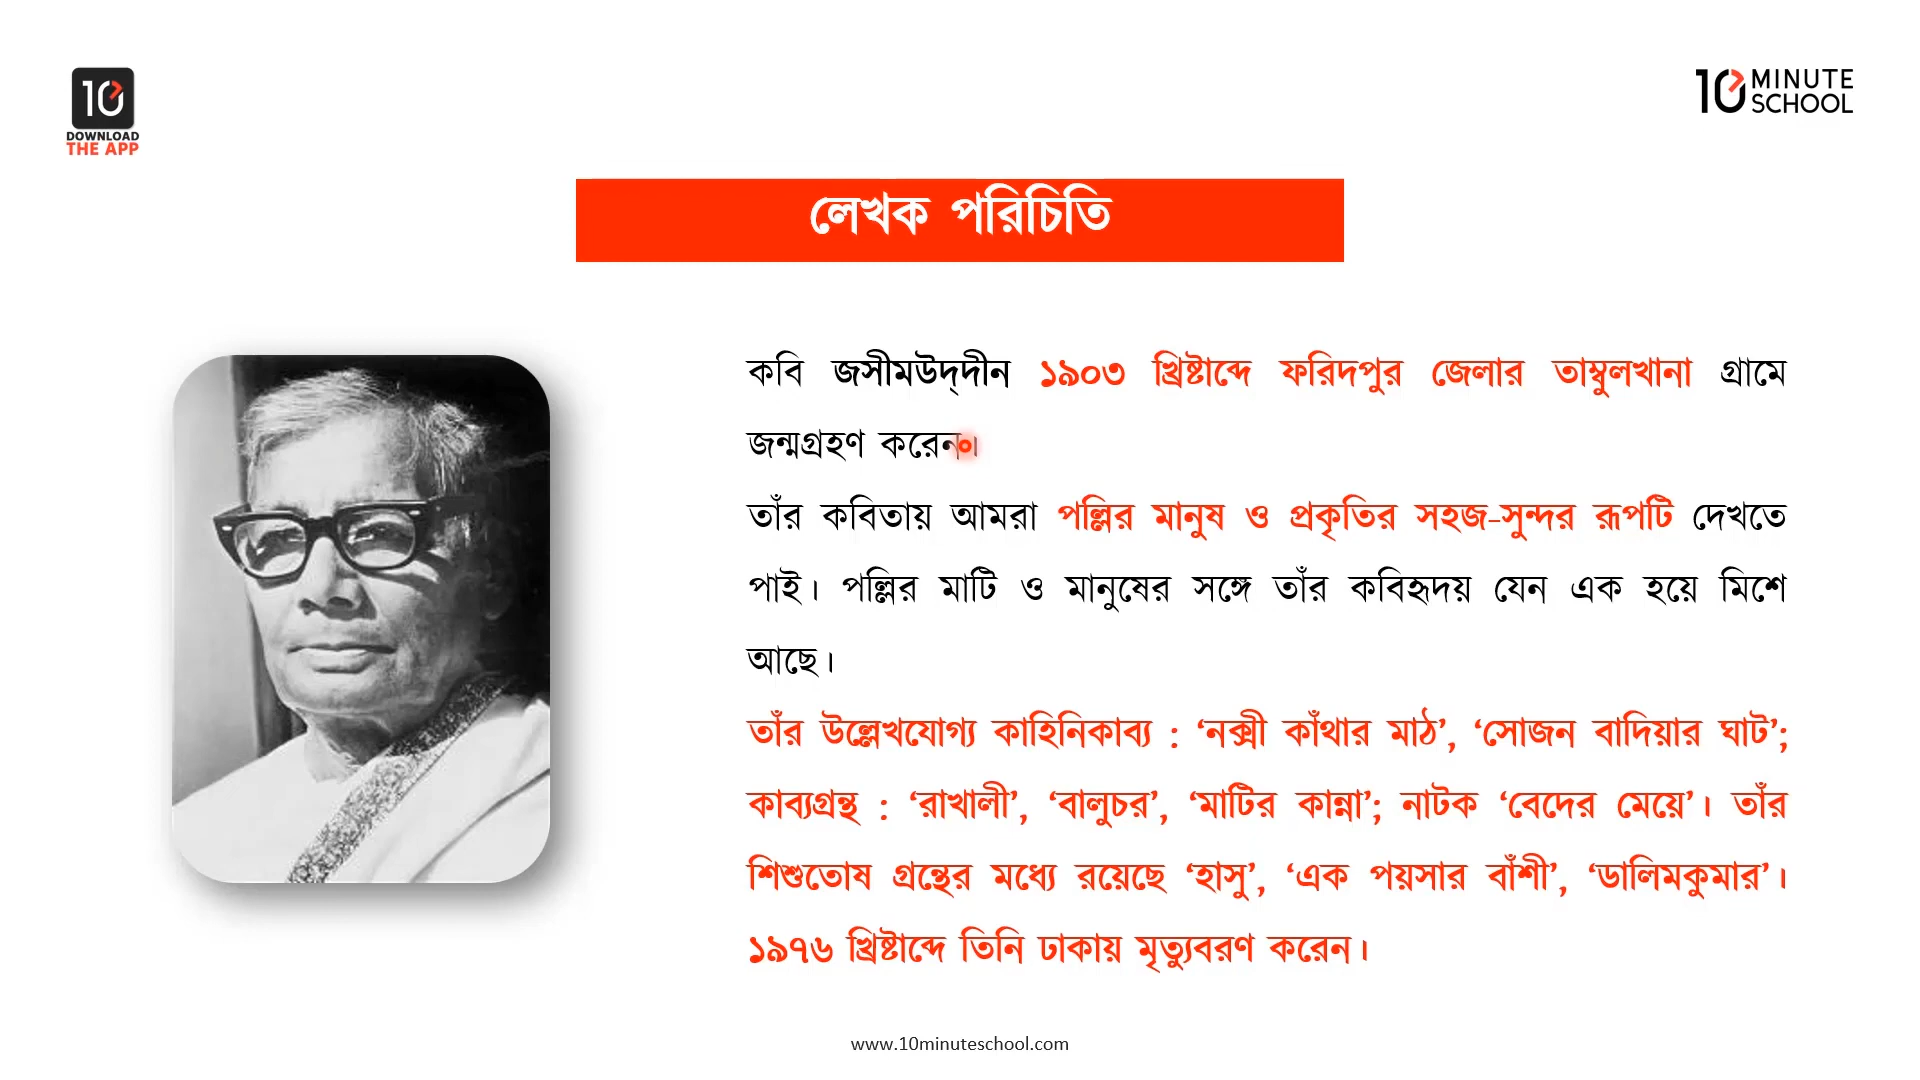 10
DOWNLOAD
THE APP
10 MINUTE
SCHOOL
লেখক পরিচিতি
কবি জসীমউদ্‌দীন ১৯০৩ খ্রিষ্টাব্দে ফরিদপুর জেলার তাম্বুলখানা গ্রামে
জন্মগ্রহণ করেন।
তাঁর কবিতায় আমরা পল্লির মানুষ ও প্রকৃতির সহজ-সুন্দর রূপটি দেখতে
পাই। পল্লির মাটি ও মানুষের সঙ্গে তাঁর কবিহৃদয় যেন এক হয়ে মিশে
আছে।
তাঁর উল্লেখযোগ্য কাহিনিকাব্য : ‘নক্সী কাঁথার মাঠ’, ‘সোজন বাদিয়ার ঘাট’;
কাব্যগ্রন্থ : ‘রাখালী’, ‘বালুচর’, ‘মাটির কান্না’; নাটক ‘বেদের মেয়ে’। তাঁর
শিশুতোষ গ্রন্থের মধ্যে রয়েছে ‘হাসু’, ‘এক পয়সার বাঁশী’, ‘ডালিমকুমার’।
১৯৭৬ খ্রিষ্টাব্দে তিনি ঢাকায় মৃত্যুবরণ করেন।
www.10minuteschool.com